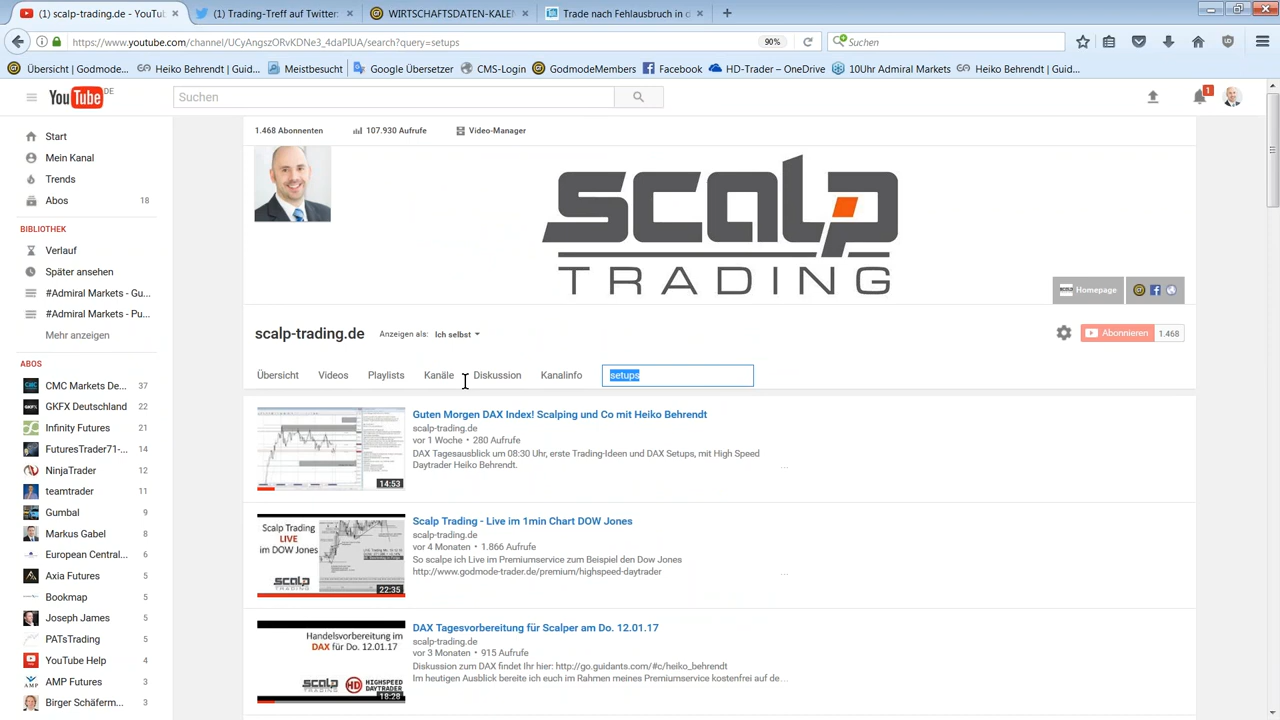 scalp-trading.de - YouTu
(1) Trading-Treff auf Twitter:
WIRTSCHAFTSDATEN-KALE
Trade nach Fehlausbruch in d
https://www.youtube.com/channel/UCyAngszORvKDNe3_4daPIUA/search?query=setups
90%
Suchen
Übersicht | Godmode...
Heiko Behrendt | Guid...
Meistbesucht
Google Übersetzer
CMS-Login
GodmodeMembers
Facebook
HD-Trader – OneDrive
10Uhr Admiral Markets
Heiko Behrendt | Guid...
YouTube DE
Suchen
1
Start
Mein Kanal
Trends
Abos 18
BIBLIOTHEK
Verlauf
Später ansehen
#Admiral Markets - Gu...
#Admiral Markets - Pu...
Mehr anzeigen
ABOS
CMC Markets De... 37
GKFX Deutschland 22
Infinity Futures 21
FuturesTrader71-... 14
NinjaTrader 12
teamtrader 11
Gumbal 9
Markus Gabel 7
European Central... 6
Axia Futures 5
Bookmap 5
Joseph James 5
PATsTrading 5
YouTube Help 4
AMP Futures 3
Birger Schäferm... 3
1.468 Abonnenten
107.930 Aufrufe
Video-Manager
scalp
TRADING
Homepage
scalp-trading.de
Anzeigen als: Ich selbst
Abonnieren 1.468
Übersicht
Videos
Playlists
Kanäle
Diskussion
Kanalinfo
setups
14:53
Guten Morgen DAX Index! Scalping und Co mit Heiko Behrendt
scalp-trading.de
vor 1 Woche • 280 Aufrufe
DAX Tagesausblick um 08:30 Uhr, erste Trading-Ideen und DAX Setups, mit High Speed
Daytrader Heiko Behrendt.
...
Scalp Trading
LIVE
im DOW Jones
scalp
TRADING
22:35
Scalp Trading - Live im 1min Chart DOW Jones
scalp-trading.de
vor 4 Monaten • 1.866 Aufrufe
So scalpe ich Live im Premiumservice zum Beispiel den Dow Jones
http://www.godmode-trader.de/premium/highspeed-daytrader
...
Handelsvorbereitung im
DAX für Do. 12.01.17
scalp
TRADING
HD HIGHSPEED
DAYTRADER
18:28
DAX Tagesvorbereitung für Scalper am Do. 12.01.17
scalp-trading.de
vor 3 Monaten • 915 Aufrufe
Diskussion zum DAX findet Ihr hier: http://go.guidants.com/#c/heiko_behrendt
Im heutigen Ausblick bereite ich euch im Rahmen meines Premiumservice kostenfrei auf de...
...